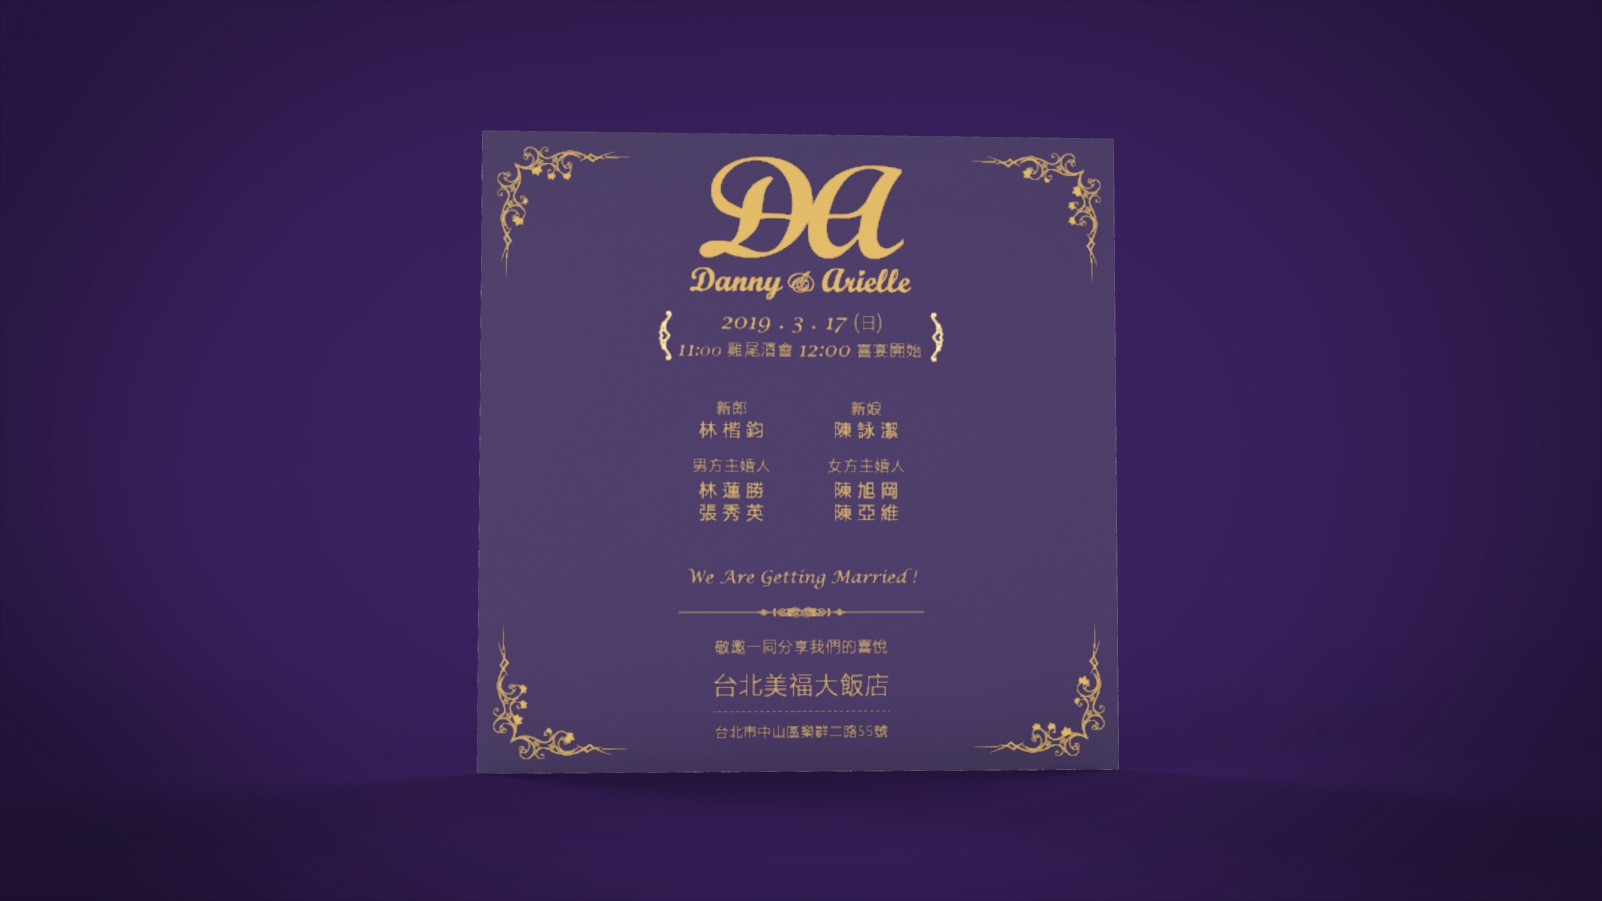 DA
Danny & Arielle
2019 . 3 . 17 (日)
11:00 雞尾酒會 12:00 喜宴開始
新郎 新娘
林楷鈞 陳詠潔
男方主婚人 女方主婚人
林蓮勝 陳旭岡
張秀英 陳亞維
We Are Getting Married !
敬邀一同分享我們的喜悅
台北美福大飯店
台北市中山區樂群二路55號